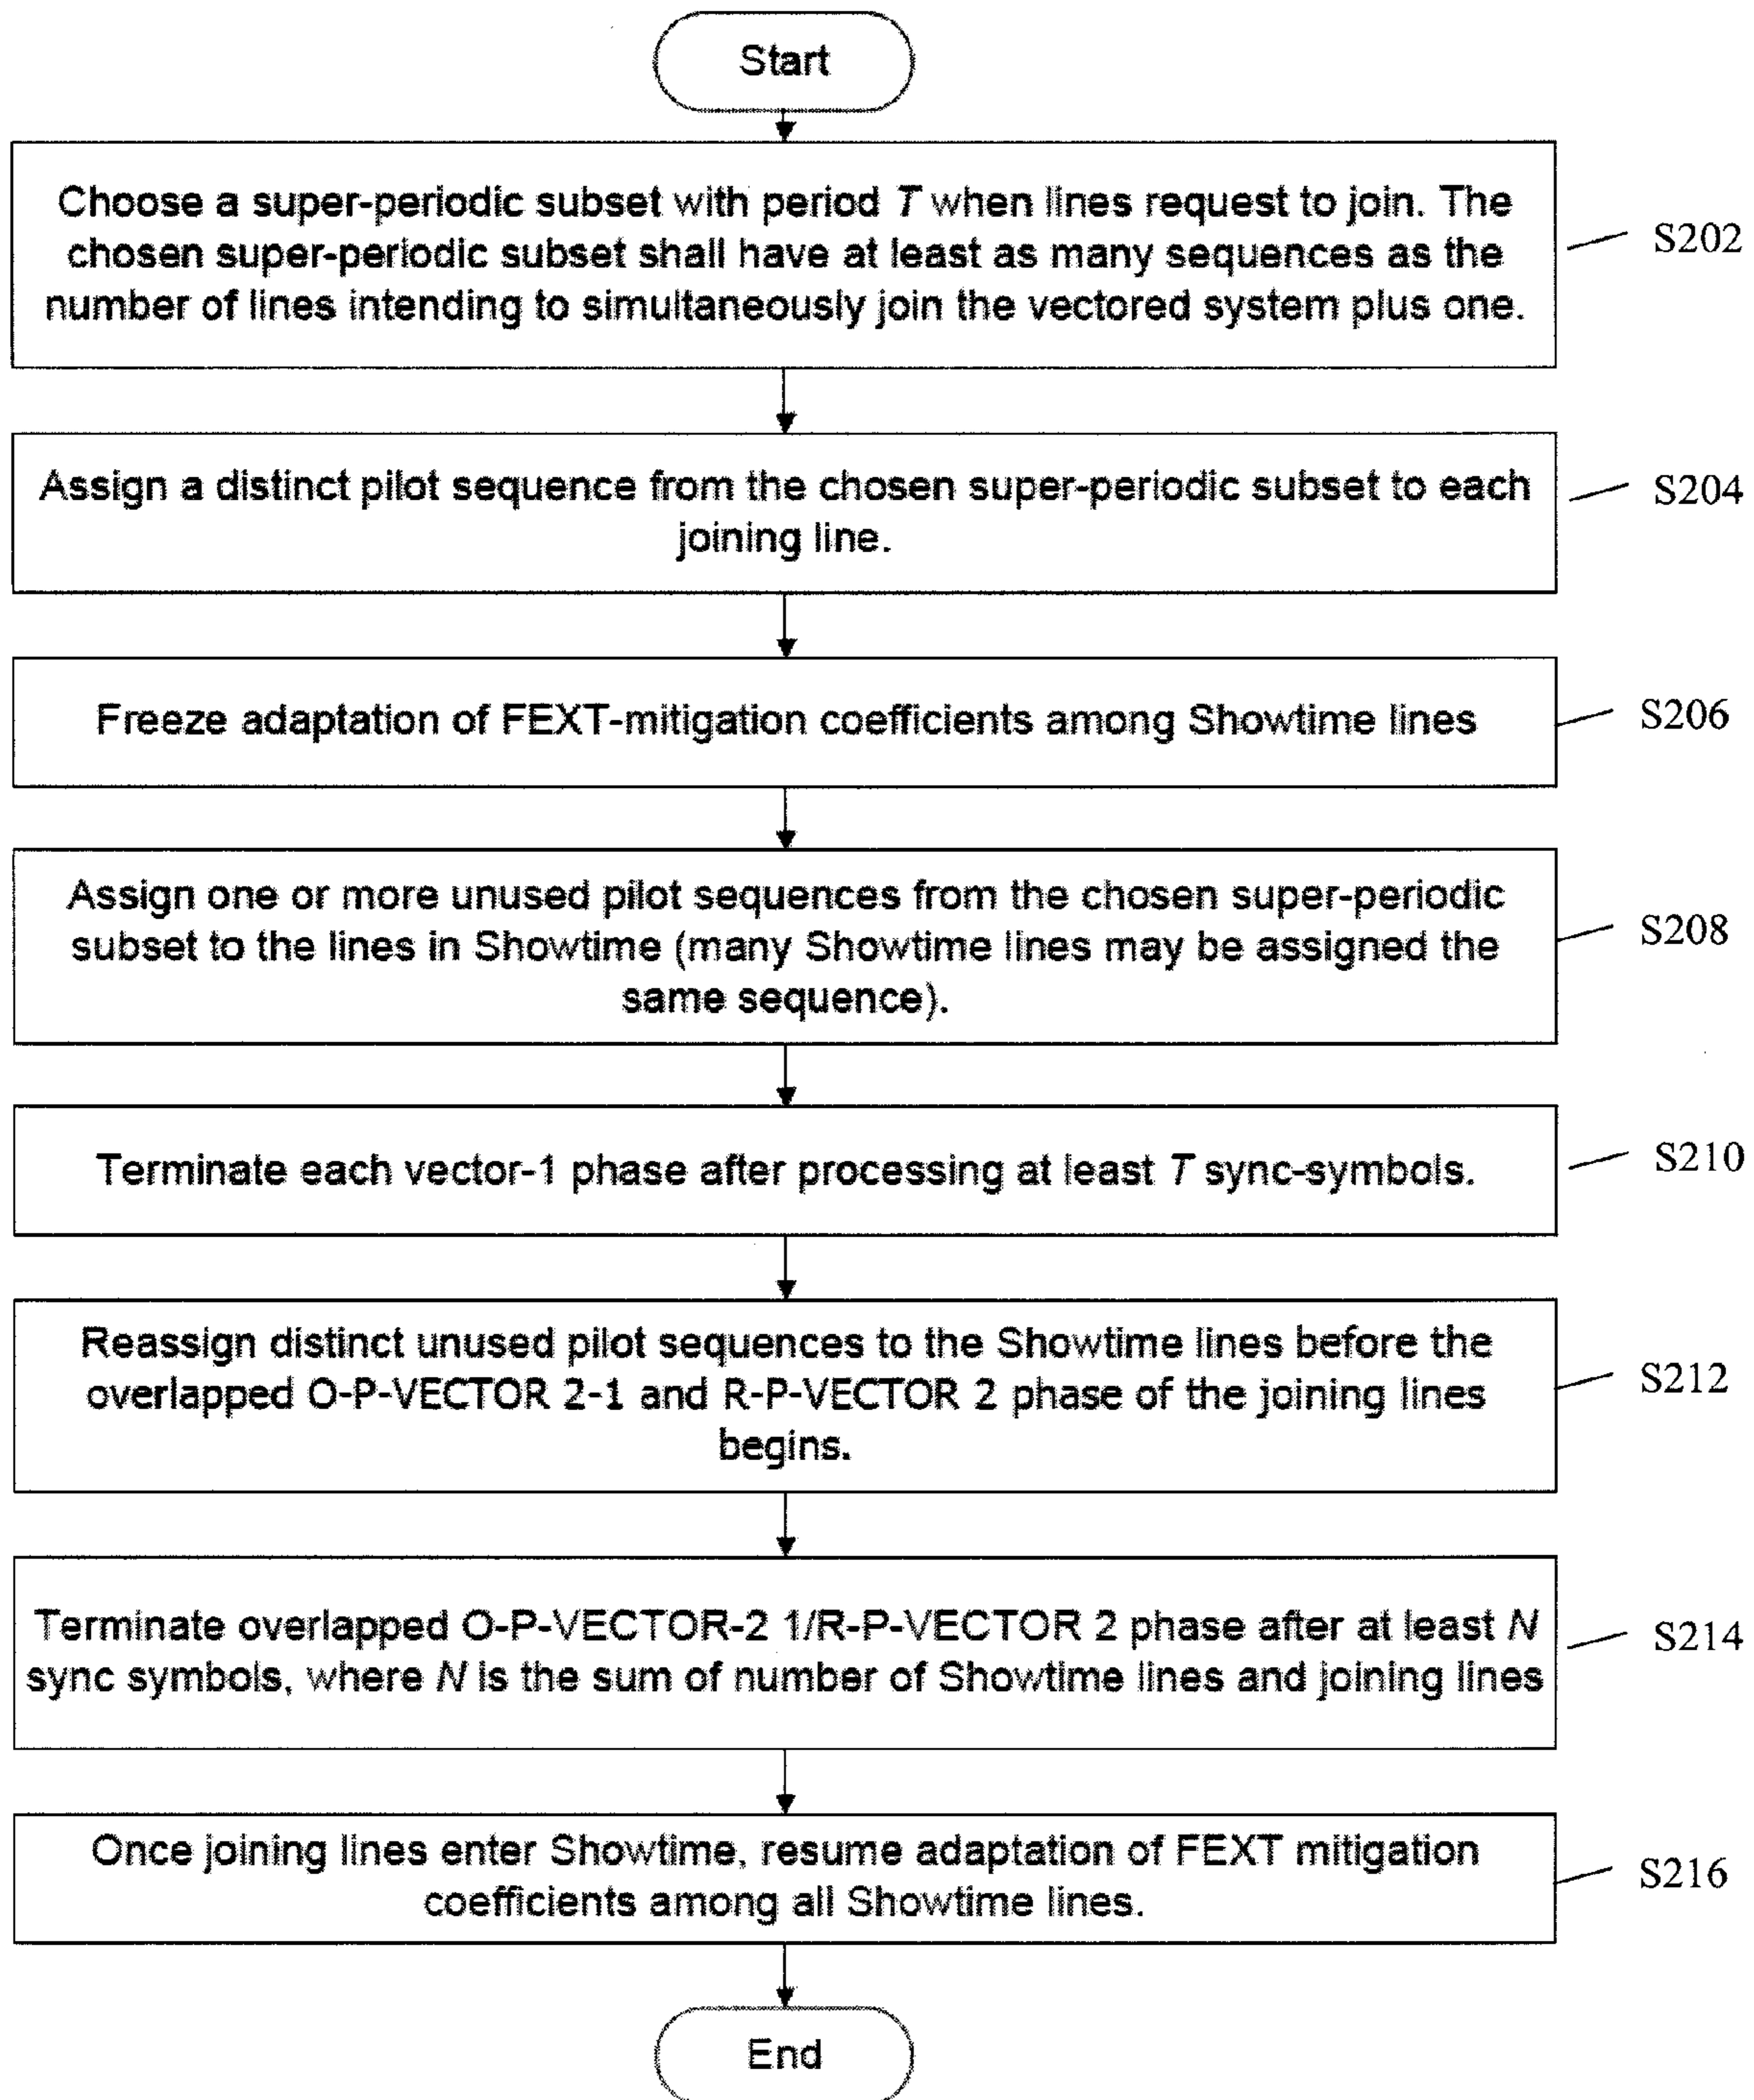 Start
Choose a super-periodic subset with period T when lines request to join. The
chosen super-periodic subset shall have at least as many sequences as the
number of lines intending to simultaneously join the vectored system plus one.
S202
Assign a distinct pilot sequence from the chosen super-periodic subset to each
joining line.
S204
Freeze adaptation of FEXT-mitigation coefficients among Showtime lines
S206
Assign one or more unused pilot sequences from the chosen super-periodic
subset to the lines in Showtime (many Showtime lines may be assigned the
same sequence).
S208
Terminate each vector-1 phase after processing at least T sync-symbols.
S210
Reassign distinct unused pilot sequences to the Showtime lines before the
overlapped O-P-VECTOR 2-1 and R-P-VECTOR 2 phase of the joining lines
begins.
S212
Terminate overlapped O-P-VECTOR-2 1/R-P-VECTOR 2 phase after at least N
sync symbols, where N is the sum of number of Showtime lines and joining lines
S214
Once joining lines enter Showtime, resume adaptation of FEXT mitigation
coefficients among all Showtime lines.
S216
End